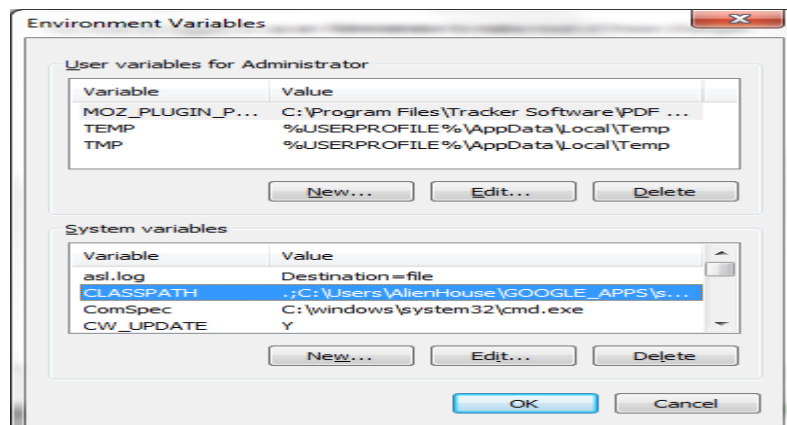 Environment Variables
User variables for Administrator
Variable Value
MOZ_PLUGIN_P... C:\Program Files\Tracker Software\PDF ...
TEMP %USERPROFILE%\AppData\Local\Temp
TMP %USERPROFILE%\AppData\Local\Temp
New... Edit... Delete
System variables
Variable Value
asl.log Destination=file
CLASSPATH .;C:\Users\AlienHouse\GOOGLE_APPS\s...
ComSpec C:\windows\system32\cmd.exe
CW_UPDATE Y
New... Edit... Delete
OK Cancel